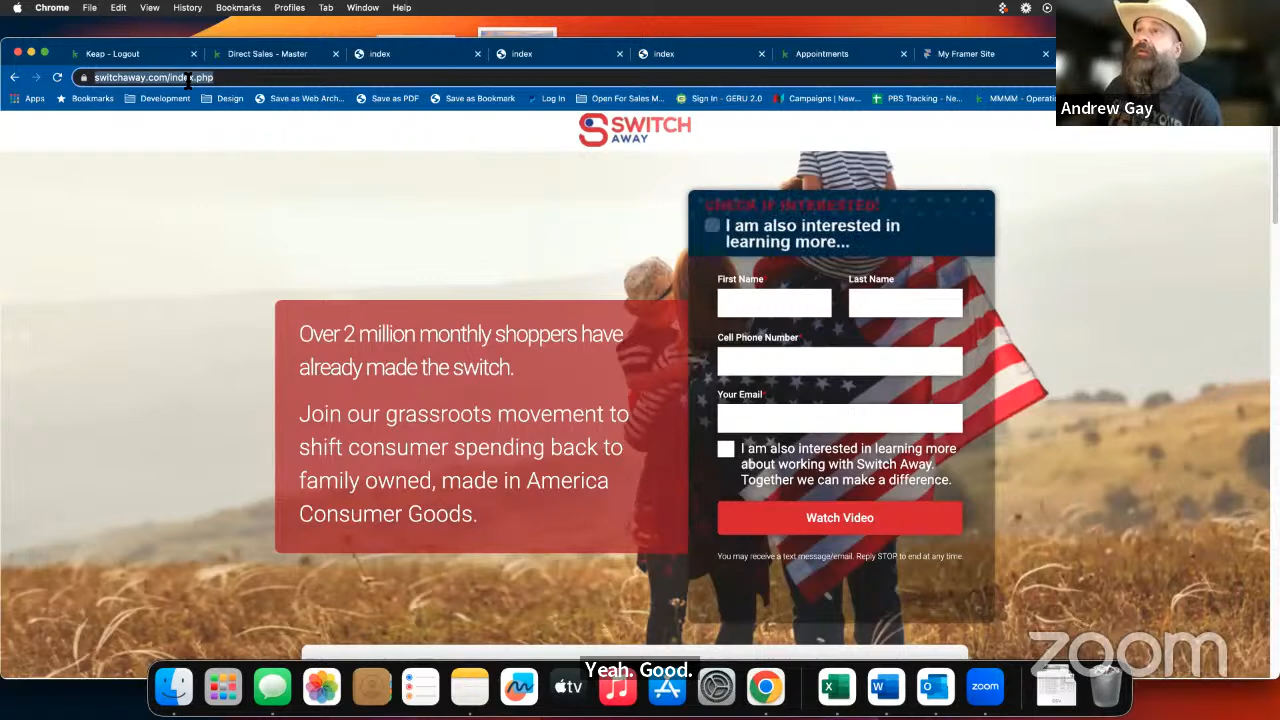 Chrome File Edit View History Bookmarks Profiles Tab Window Help
Keap - Logout
Direct Sales - Master
index
index
index
Appointments
My Framer Site
switchaway.com/index.php
Apps
Bookmarks
Development
Design
Save as Web Arch...
Save as PDF
Save as Bookmark
Log In
Open For Sales M...
Sign In - GERU 2.0
Campaigns | New...
PBS Tracking - Ne...
MMMM - Operatio
Andrew Gay
SWITCH
AWAY
CHECK IF INTERESTED!
I am also interested in
learning more...
First Name
Last Name
Cell Phone Number
Your Email
I am also interested in learning more
about working with Switch Away.
Together we can make a difference.
Watch Video
You may receive a text message/email. Reply STOP to end at any time.
Over 2 million monthly shoppers have
already made the switch.
Join our grassroots movement to
shift consumer spending back to
family owned, made in America
Consumer Goods.
Yeah. Good.
zoom
tv
zoom